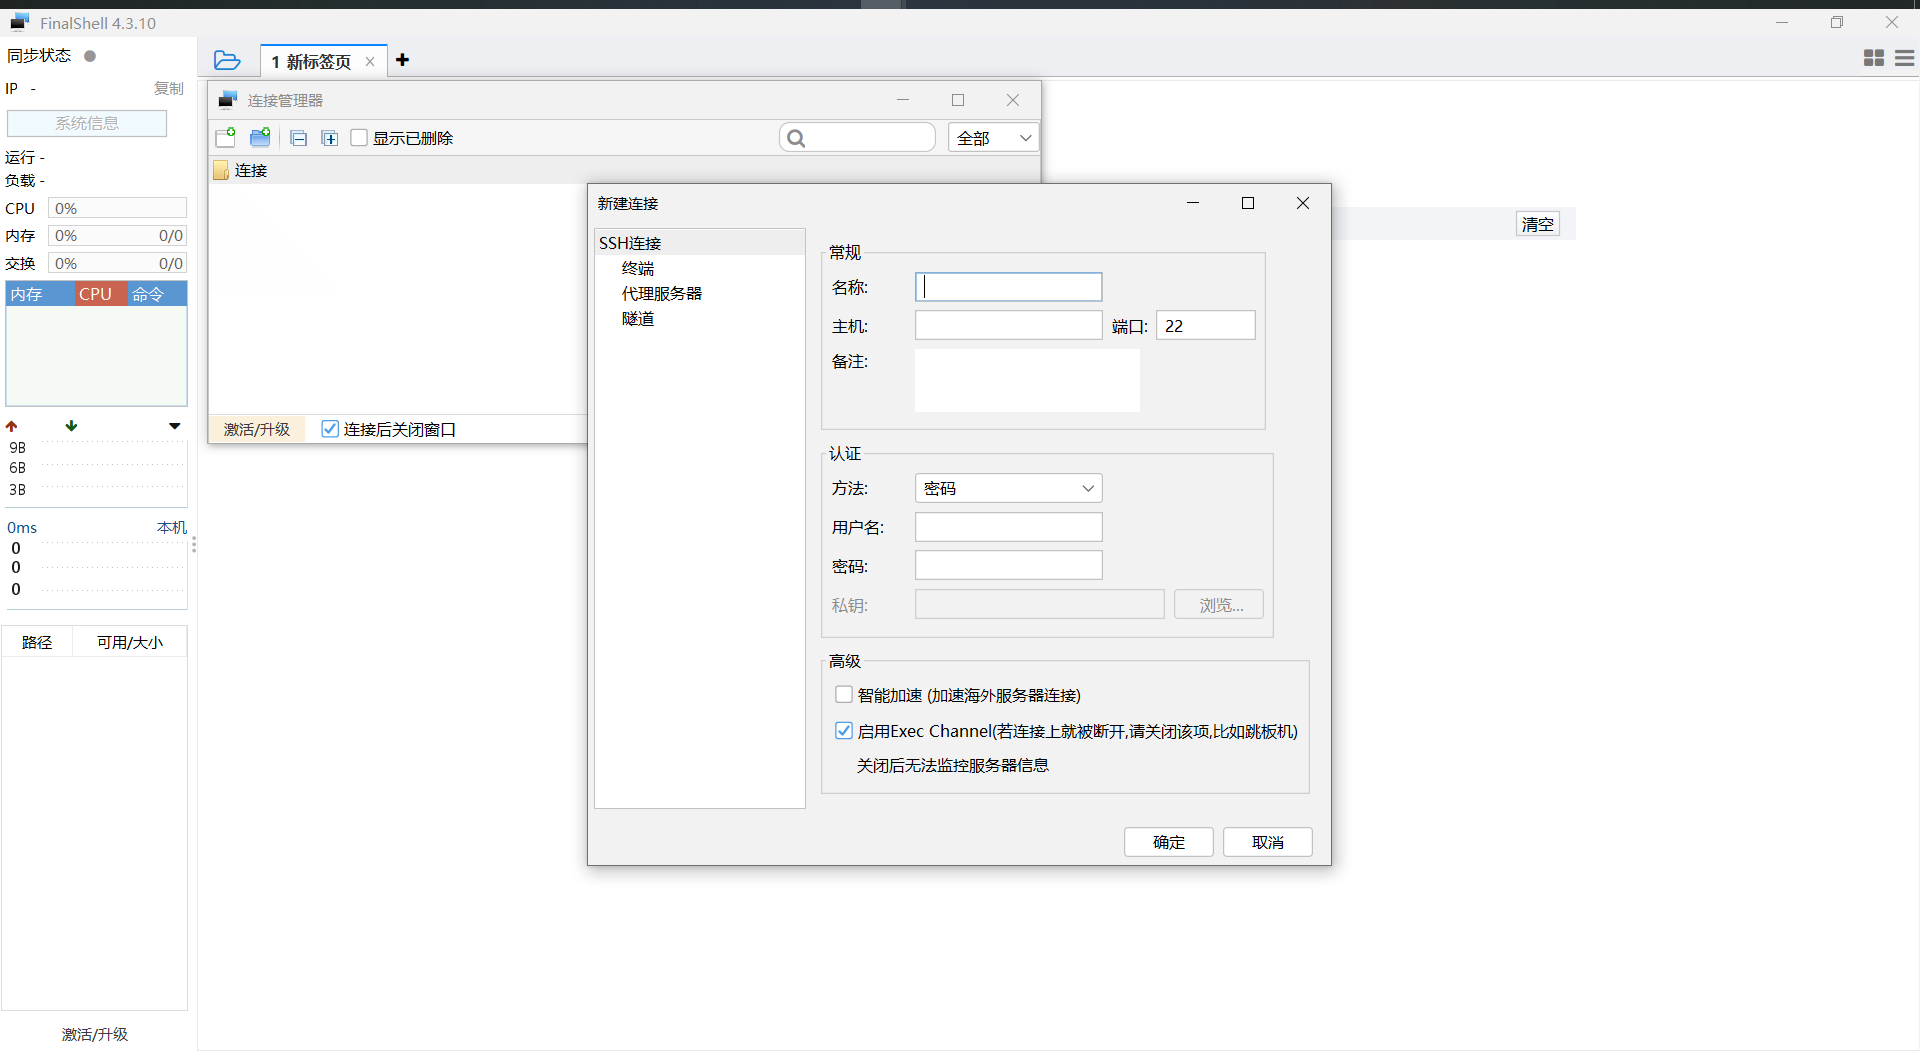 FinalShell 4.3.10
同步状态
IP -
复制
系统信息
运行 -
负载 -
CPU 0%
内存 0% 0/0
交换 0% 0/0
内存 CPU 命令
9B
6B
3B
0ms 本机
0
0
0
路径 可用/大小
激活/升级
1 新标签页
连接管理器
显示已删除
全部
连接
激活/升级
连接后关闭窗口
清空
新建连接
SSH连接
终端
代理服务器
隧道
常规
名称:
主机: 端口: 22
备注:
认证
方法: 密码
用户名:
密码:
私钥: 浏览...
高级
智能加速 (加速海外服务器连接)
启用Exec Channel(若连接上就被断开,请关闭该项,比如跳板机)
关闭后无法监控服务器信息
确定 取消